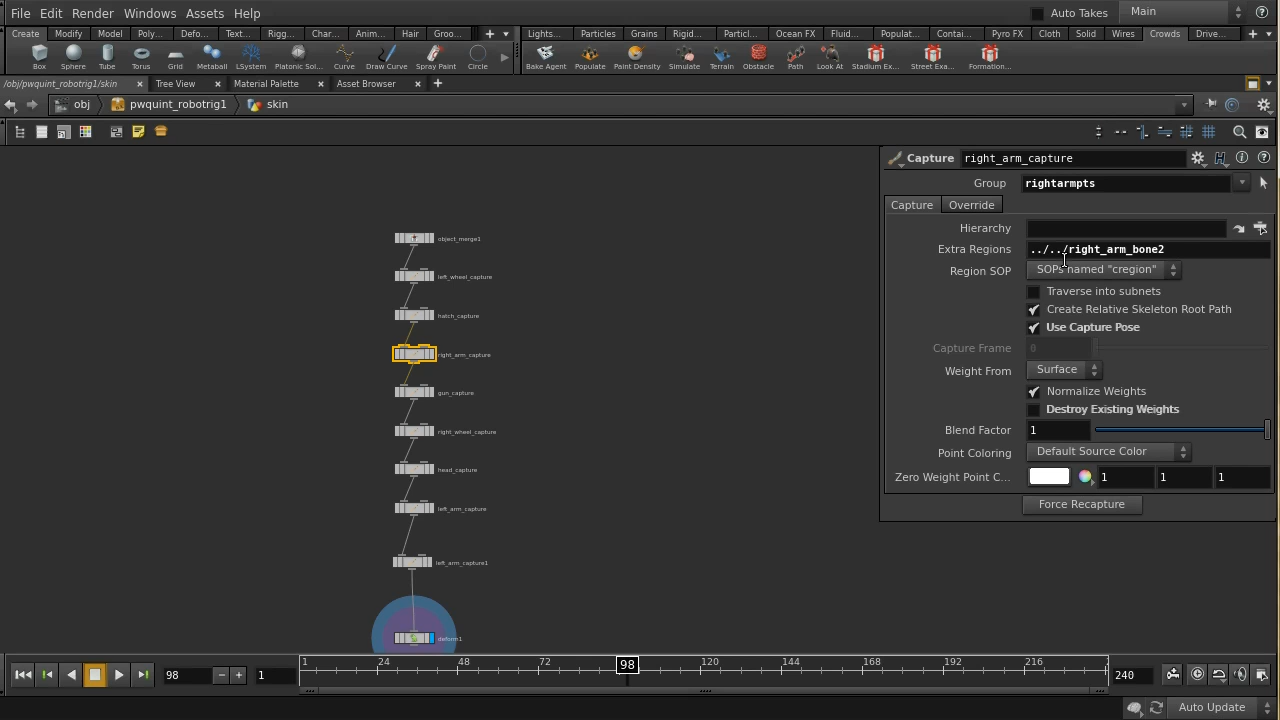 File Edit Render Windows Assets Help Auto Takes Main
Create Modify Model Poly... Defo... Text... Rigg... Char... Anim... Hair Groo... Lights... Particles Grains Rigid... Particl... Ocean FX Fluid... Populat... Contai... Pyro FX Cloth Solid Wires Crowds Drive...
Box Sphere Tube Torus Grid Metaball LSystem Platonic Sol... Curve Draw Curve Spray Paint Circle Bake Agent Populate Paint Density Simulate Terrain Obstacle Path Look At Stadium Ex... Street Exa... Formation...
/obj/pwquint_robotrig1/skin Tree View Material Palette Asset Browser
obj pwquint_robotrig1 skin
Capture right_arm_capture
Group rightarmpts
Capture Override
Hierarchy
Extra Regions ../../right_arm_bone2
Region SOP SOPs named "cregion"
Traverse into subnets
Create Relative Skeleton Root Path
Use Capture Pose
Capture Frame 0
Weight From Surface
Normalize Weights
Destroy Existing Weights
Blend Factor 1
Point Coloring Default Source Color
Zero Weight Point C... 1 1 1
Force Recapture
object_merge1
left_wheel_capture
hatch_capture
right_arm_capture
gun_capture
right_wheel_capture
head_capture
left_arm_capture
left_arm_capture1
deform1
98 1 1 24 48 72 98 120 144 168 192 216 240
Auto Update